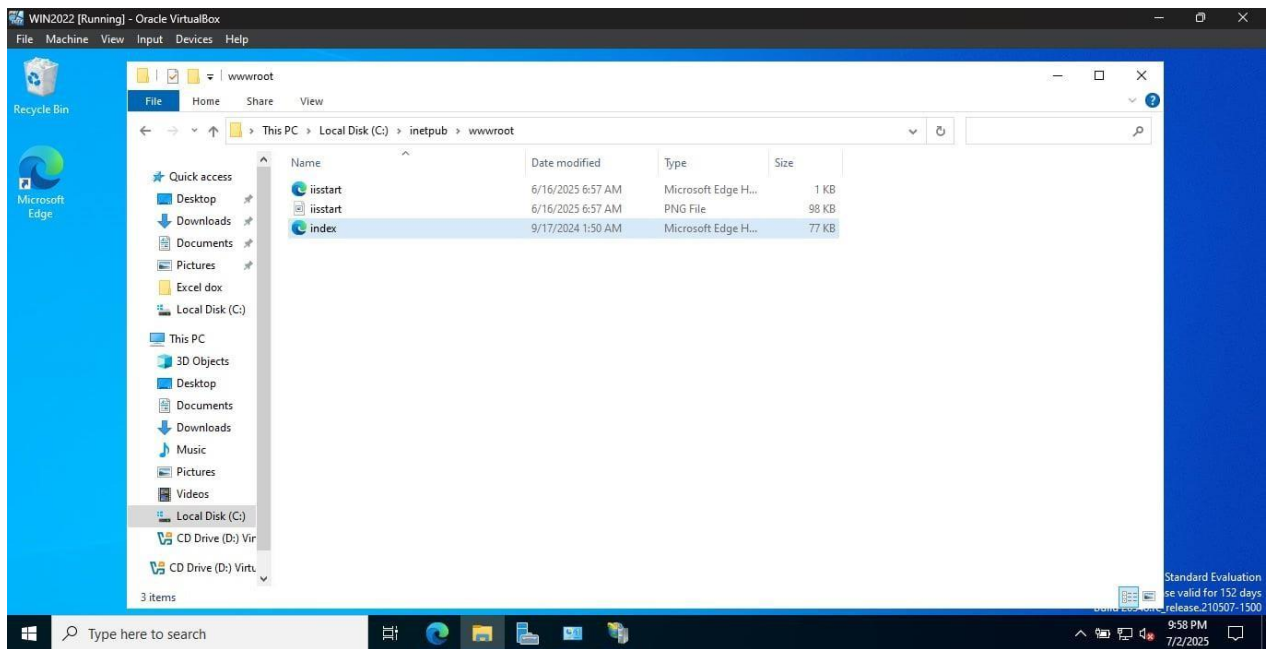 WIN2022 [Running] - Oracle VirtualBox
File Machine View Input Devices Help
Recycle Bin
Microsoft Edge
wwwroot
File Home Share View
This PC > Local Disk (C:) > inetpub > wwwroot
Name Date modified Type Size
iisstart 6/16/2025 6:57 AM Microsoft Edge H... 1 KB
iisstart 6/16/2025 6:57 AM PNG File 98 KB
index 9/17/2024 1:50 AM Microsoft Edge H... 77 KB
Quick access
Desktop
Downloads
Documents
Pictures
Excel dox
Local Disk (C:)
This PC
3D Objects
Desktop
Documents
Downloads
Music
Pictures
Videos
Local Disk (C:)
CD Drive (D:) Vir
CD Drive (D:) Virtu
3 items
Standard Evaluation
se valid for 152 days
_release.210507-1500
Type here to search
9:58 PM
7/2/2025